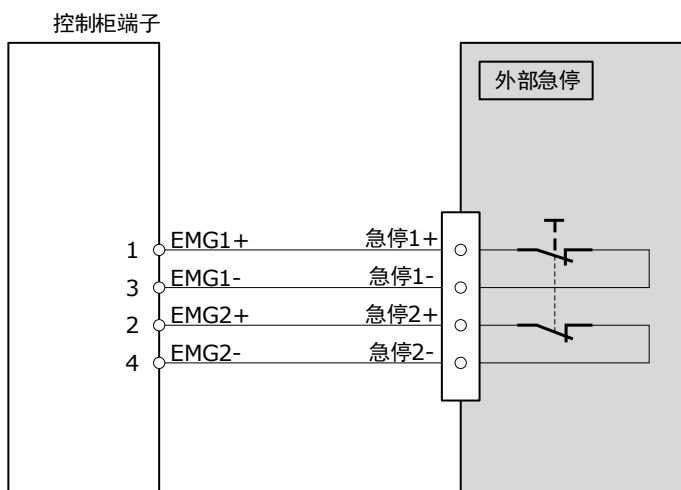 控制柜端子
外部急停
1 EMG1+ 急停1+
3 EMG1- 急停1-
2 EMG2+ 急停2+
4 EMG2- 急停2-